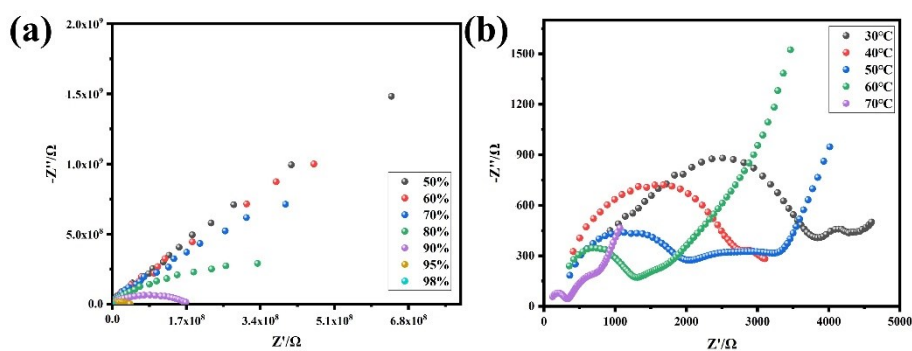 (a)
2.0x10⁹
1.5x10⁹
1.0x10⁹
5.0x10⁸
0.0
-Z''/Ω
0.0
1.7x10⁸
3.4x10⁸
5.1x10⁸
6.8x10⁸
Z'/Ω
50%
60%
70%
80%
90%
95%
98%
(b)
1500
1200
900
600
300
0
-Z''/Ω
0
1000
2000
3000
4000
5000
Z'/Ω
30°C
40°C
50°C
60°C
70°C